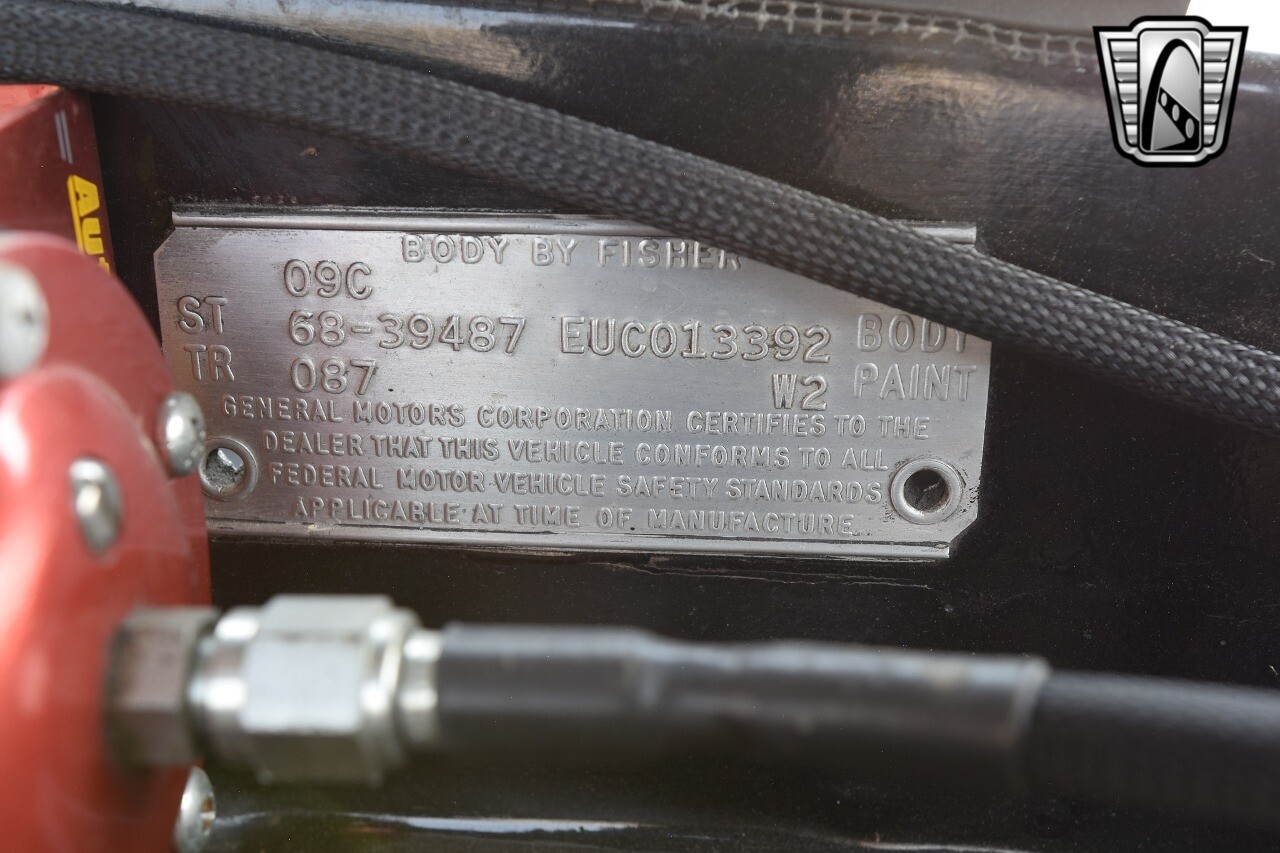 BODY BY FISHER
09C
ST 68-39487 EUC013392 BODY
TR 087 W2 PAINT
GENERAL MOTORS CORPORATION CERTIFIES TO THE
DEALER THAT THIS VEHICLE CONFORMS TO ALL
FEDERAL MOTOR VEHICLE SAFETY STANDARDS
APPLICABLE AT TIME OF MANUFACTURE